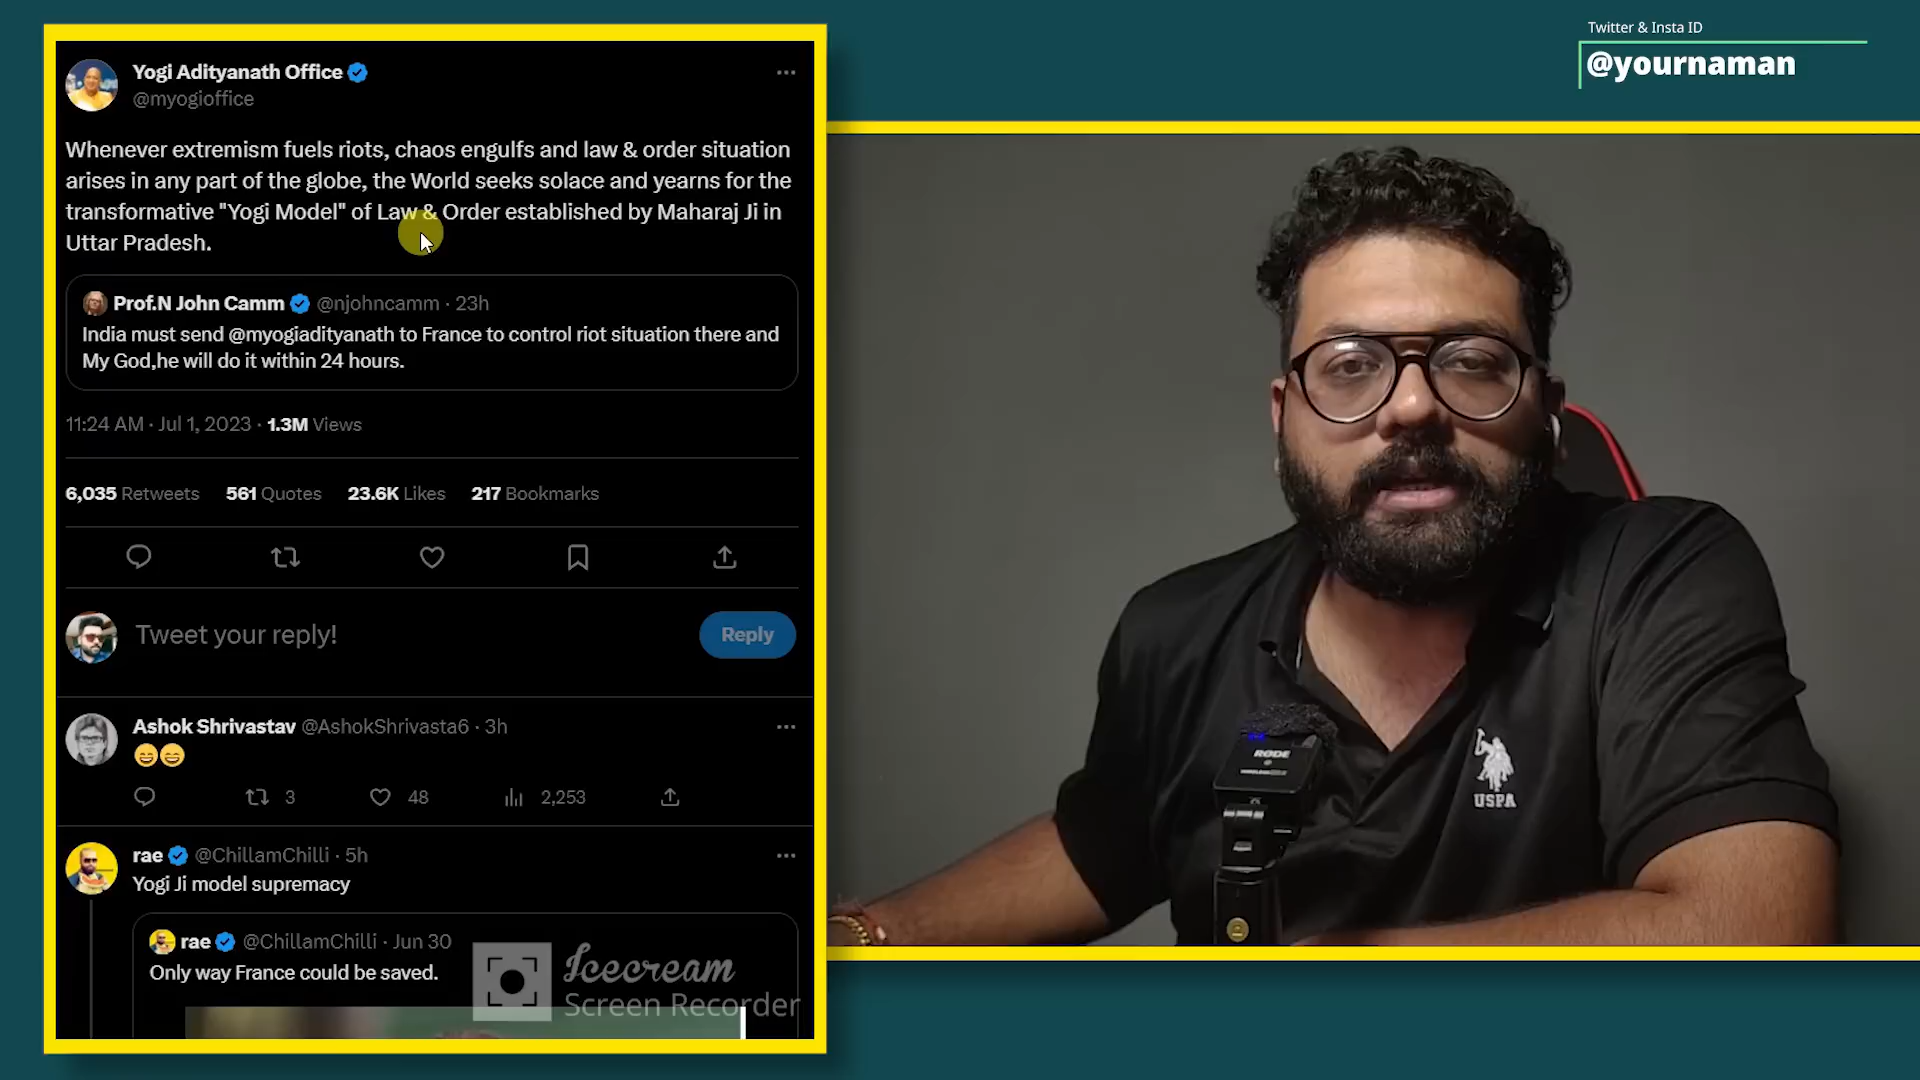 Twitter & Insta ID
@yournaman
Yogi Adityanath Office
@myogioffice
Whenever extremism fuels riots, chaos engulfs and law & order situation
arises in any part of the globe, the World seeks solace and yearns for the
transformative "Yogi Model" of Law & Order established by Maharaj Ji in
Uttar Pradesh.
Prof.N John Camm @njohncamm · 23h
India must send @myogiadityanath to France to control riot situation there and
My God,he will do it within 24 hours.
11:24 AM · Jul 1, 2023 · 1.3M Views
6,035 Retweets 561 Quotes 23.6K Likes 217 Bookmarks
Tweet your reply!
Reply
Ashok Shrivastav @AshokShrivasta6 · 3h
😄😄
3 48 2,253
rae @ChillamChilli · 5h
Yogi Ji model supremacy
rae @ChillamChilli · Jun 30
Only way France could be saved.
Icecream
Screen Recorder
RØDE
USPA